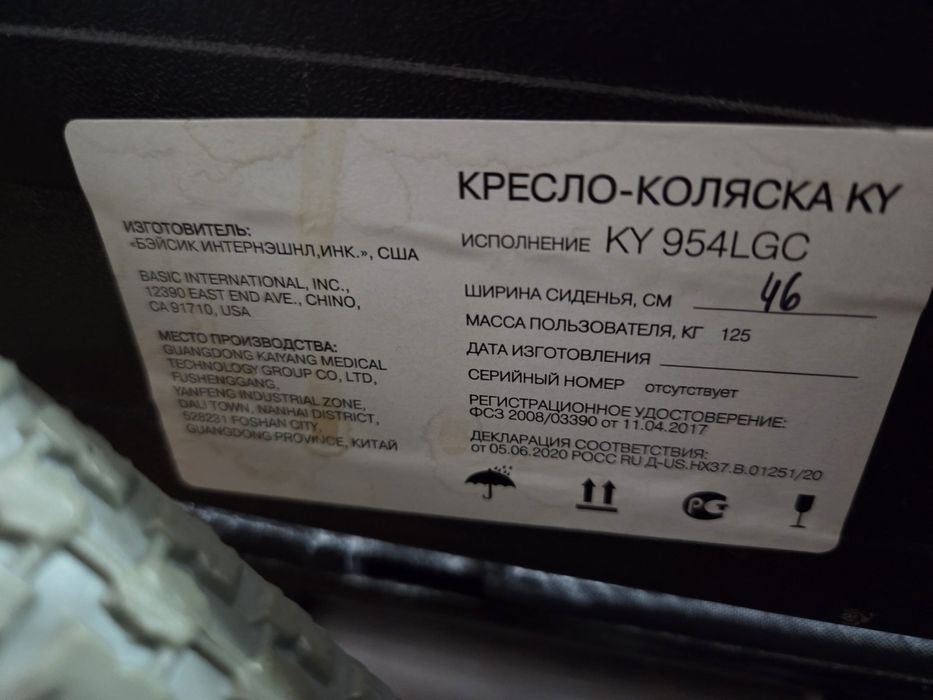 КРЕСЛО-КОЛЯСКА KY
ИСПОЛНЕНИЕ KY 954LGC
ШИРИНА СИДЕНЬЯ, СМ 46
МАССА ПОЛЬЗОВАТЕЛЯ, КГ 125
ДАТА ИЗГОТОВЛЕНИЯ
СЕРИЙНЫЙ НОМЕР отсутствует
РЕГИСТРАЦИОННОЕ УДОСТОВЕРЕНИЕ:
ФСЗ 2008/03390 от 11.04.2017
ДЕКЛАРАЦИЯ СООТВЕТСТВИЯ:
от 05.06.2020 РОСС RU Д-US.НХ37.В.01251/20
РСТ
ИЗГОТОВИТЕЛЬ:
«БЭЙСИК ИНТЕРНЭШНЛ,ИНК.», США
BASIC INTERNATIONAL, INC.,
12390 EAST END AVE., CHINO,
CA 91710, USA
МЕСТО ПРОИЗВОДСТВА:
GUANGDONG KAIYANG MEDICAL
TECHNOLOGY GROUP CO, LTD,
FUSHENGGANG,
YANFENG INDUSTRIAL ZONE,
DALI TOWN, NANHAI DISTRICT,
528231 FOSHAN CITY,
GUANGDONG PROVINCE, КИТАЙ